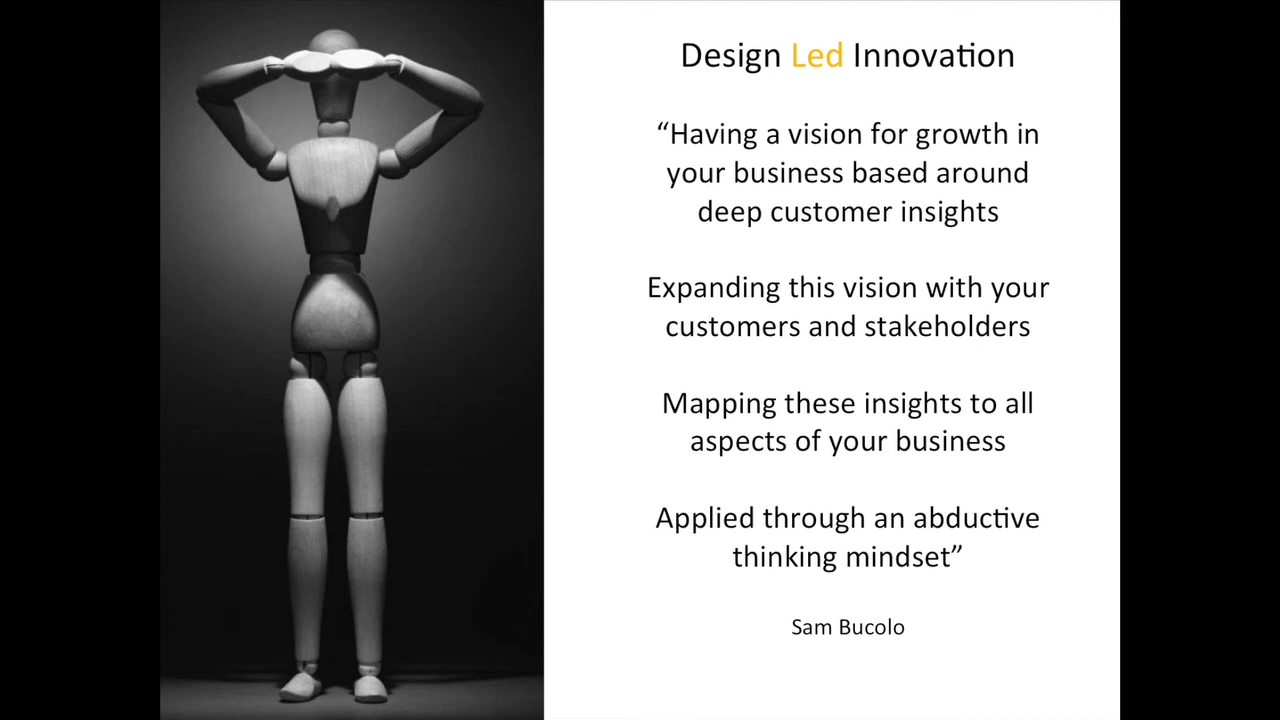 Design Led Innovation
“Having a vision for growth in
your business based around
deep customer insights
Expanding this vision with your
customers and stakeholders
Mapping these insights to all
aspects of your business
Applied through an abductive
thinking mindset”
Sam Bucolo